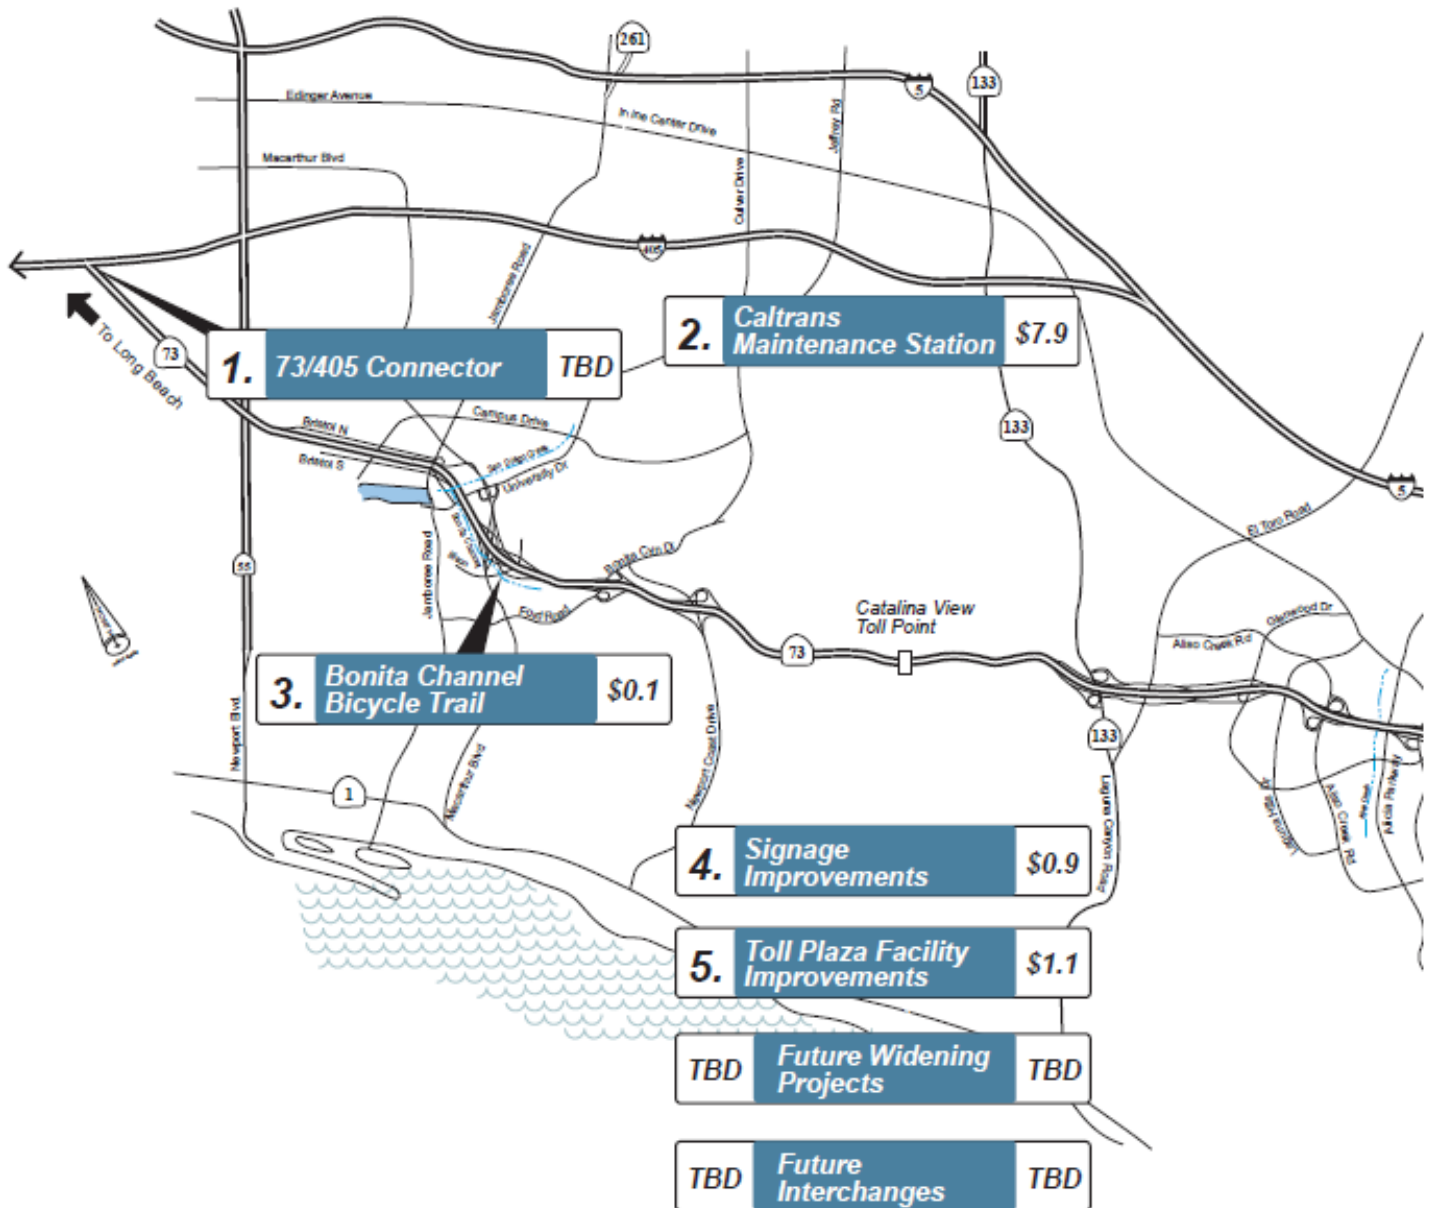 261
5
133
Edinger Avenue
Irvine Center Drive
Jeffrey Rd
Macarthur Blvd
Culver Drive
405
Jamboree Road
To Long Beach
73
1. 73/405 Connector TBD
2. Caltrans
Maintenance Station $7.9
133
Bristol N
Bristol S
Campus Drive
University Dr
5
El Toro Road
55
Jamboree Road
Bonita Cyn Dr
Ford Road
Catalina View
Toll Point
73
Glenwood Dr
Aliso Creek Rd
3. Bonita Channel
Bicycle Trail $0.1
Newport Blvd
Macarthur Blvd
Newport Coast Drive
133
Laguna Canyon Road
Aliso Creek Rd
Alicia Parkway
1
4. Signage
Improvements $0.9
5. Toll Plaza Facility
Improvements $1.1
TBD Future Widening
Projects TBD
TBD Future
Interchanges TBD